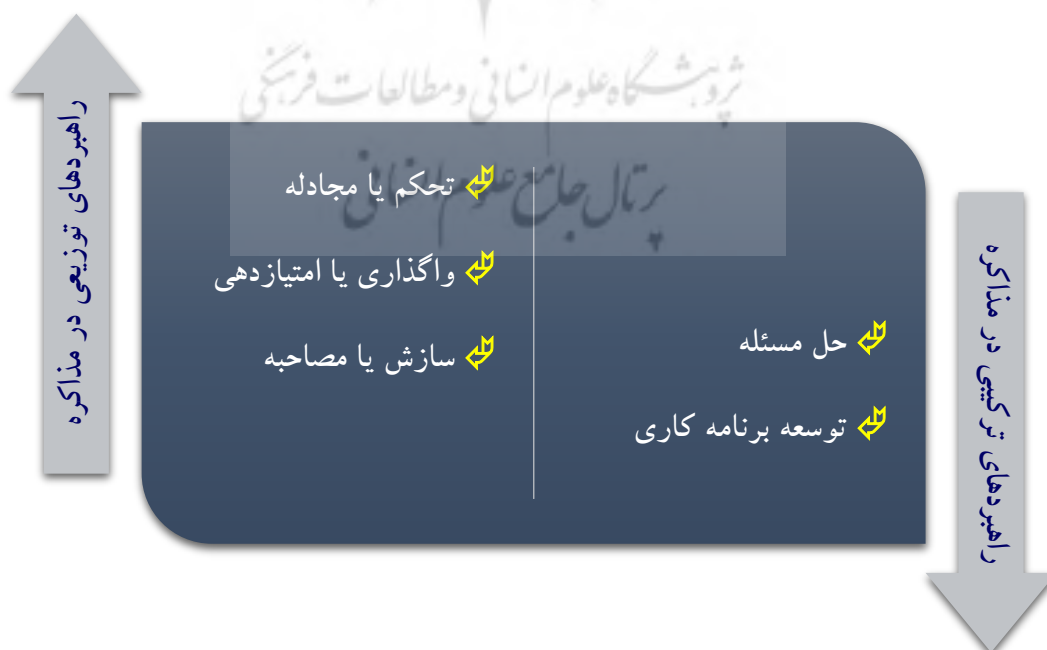 پژوهشگاه علوم انسانی و مطالعات فرهنگی
پرتال جامع علوم انسانی
راهبردهای ترکیبی در مذاکره
حل مسئله
توسعه برنامه کاری
تحکم یا مجادله
واگذاری یا امتیازدهی
سازش یا مصاحبه
راهبردهای توزیعی در مذاکره